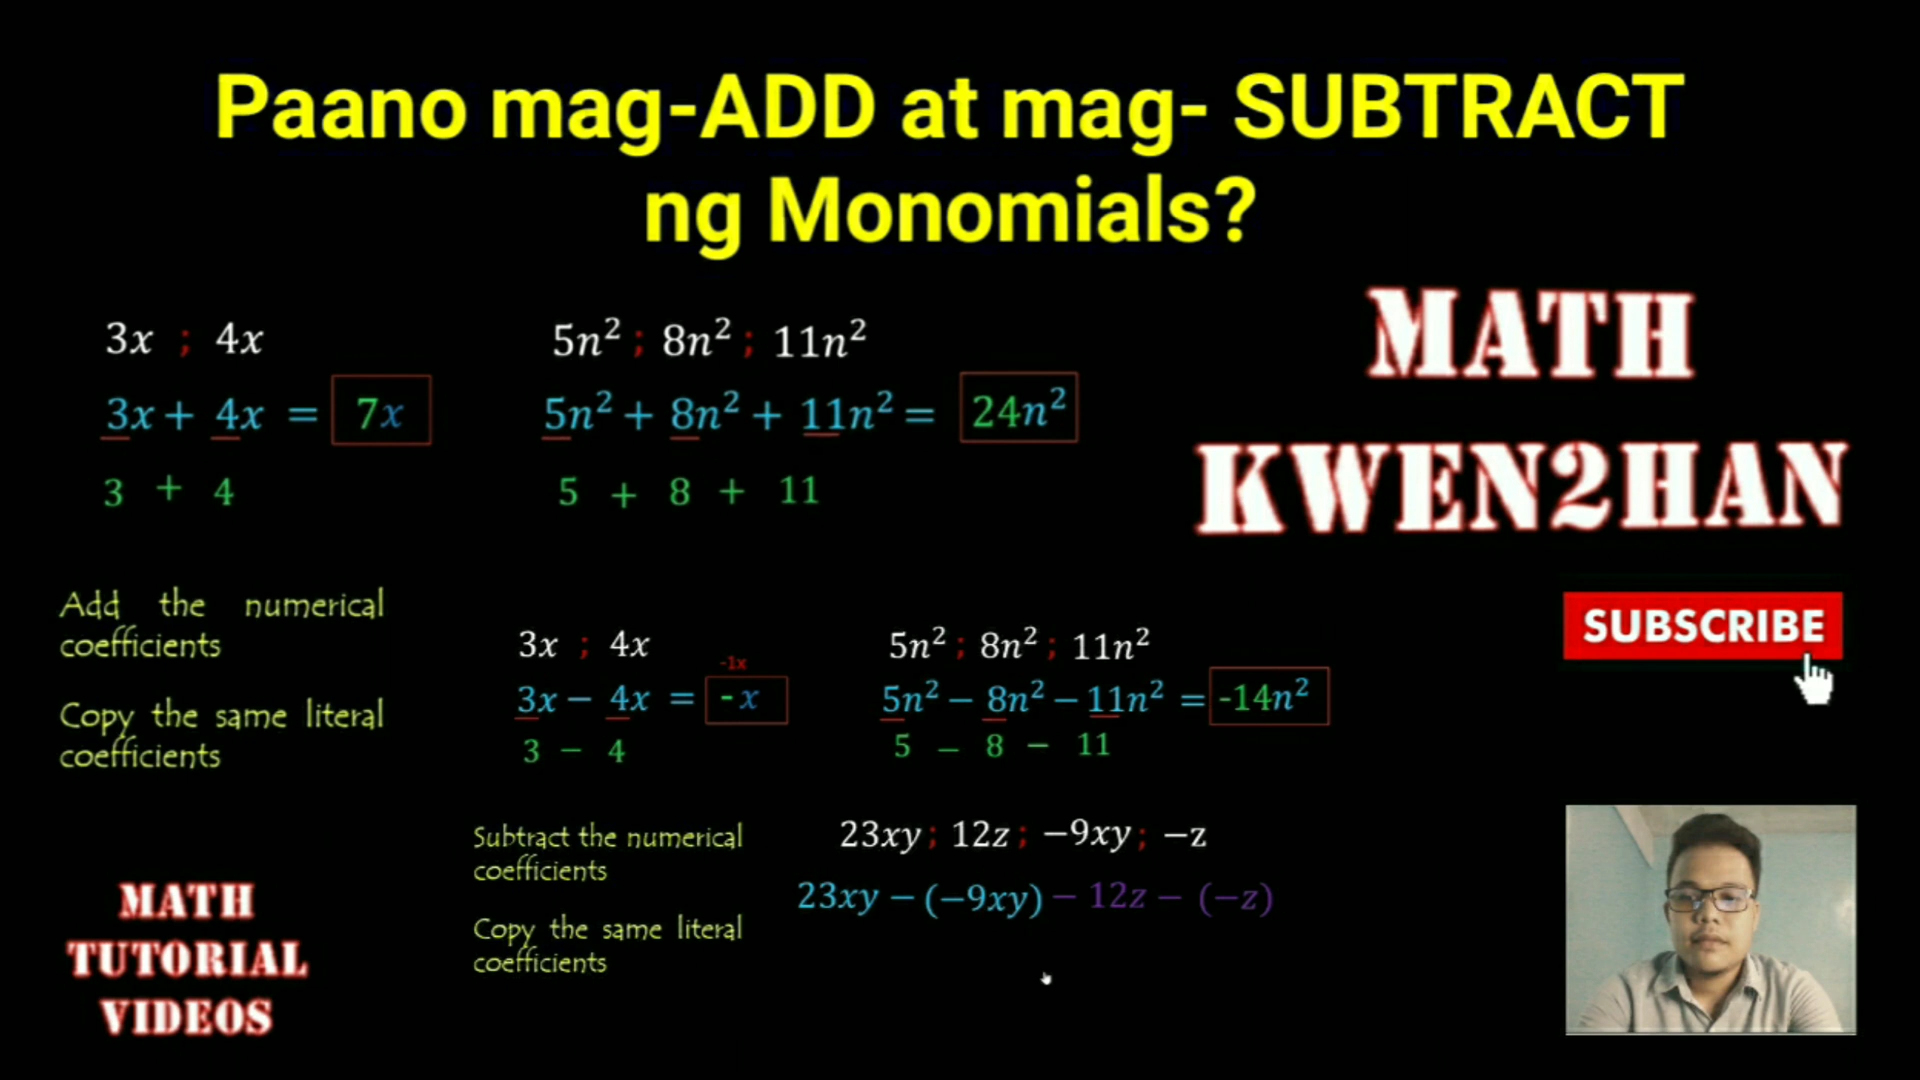 Paano mag-ADD at mag- SUBTRACT
ng Monomials?
3x ; 4x
3x + 4x = 7x
3 + 4
5n² ; 8n² ; 11n²
5n² + 8n² + 11n² = 24n²
5 + 8 + 11
MATH
KWEN2HAN
Add the numerical
coefficients
Copy the same literal
coefficients
3x ; 4x
-1x
3x − 4x = -x
3 − 4
5n² ; 8n² ; 11n²
5n² − 8n² − 11n² = -14n²
5 − 8 − 11
SUBSCRIBE
Subtract the numerical
coefficients
Copy the same literal
coefficients
23xy ; 12z ; −9xy ; −z
23xy − (−9xy) − 12z − (−z)
MATH
TUTORIAL
VIDEOS